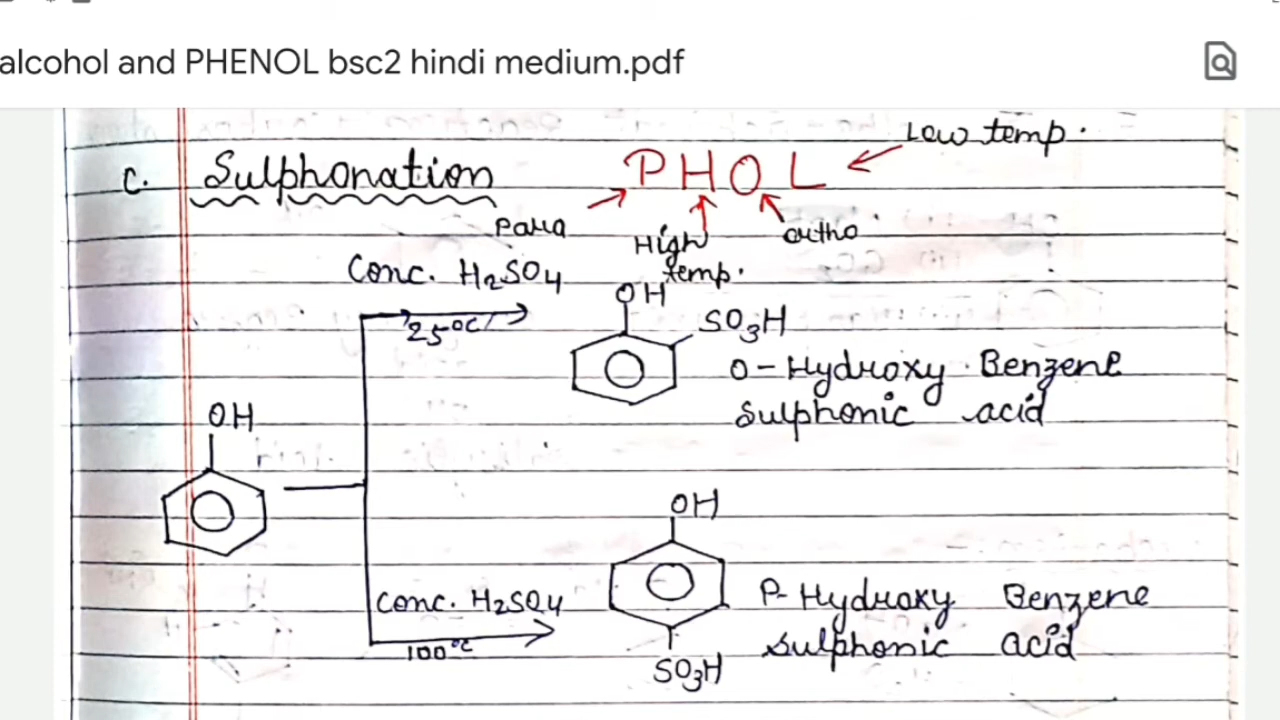 alcohol and PHENOL bsc2 hindi medium.pdf
Low temp.
C. Sulphonation PHOL
Para High temp. ortho
Conc. H2SO4
25°C
OH
SO3H
O-Hydroxy Benzene
Sulphonic acid
OH
OH
Conc. H2SO4
100°C
P-Hydroxy Benzene
Sulphonic acid
SO3H